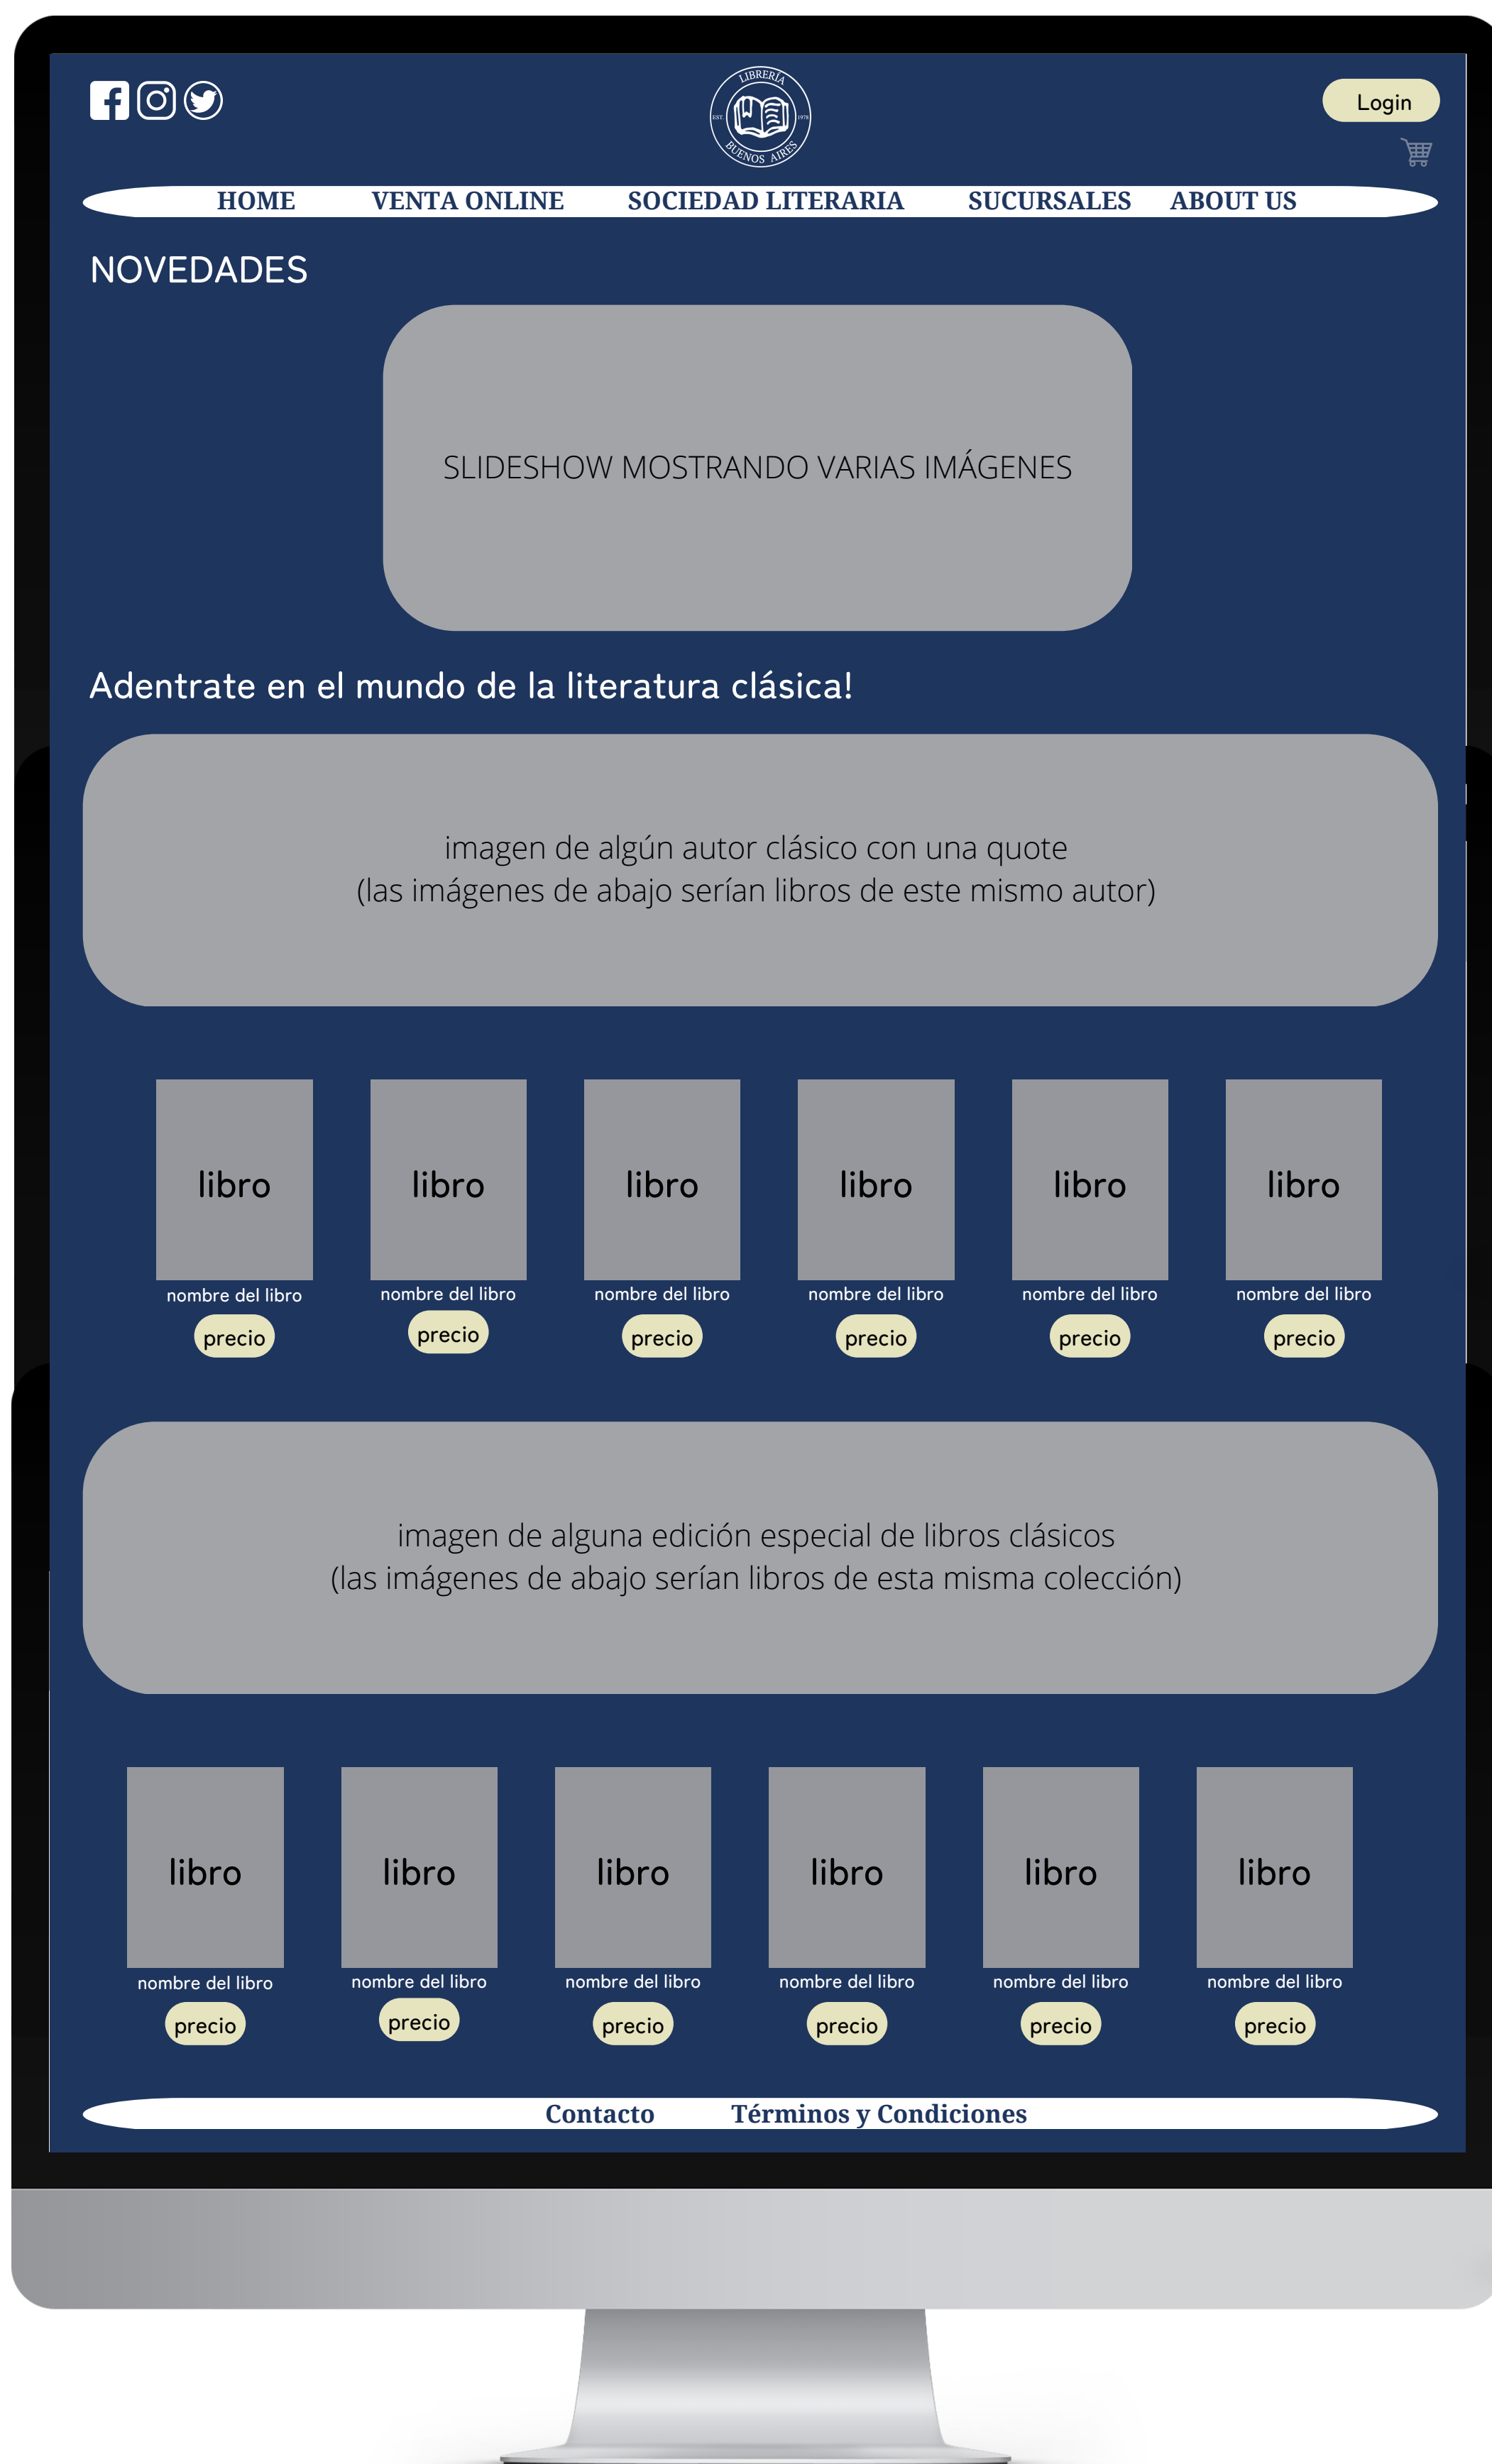 LIBRERÍA
EST. 1978
BUENOS AIRES
Login
HOME VENTA ONLINE SOCIEDAD LITERARIA SUCURSALES ABOUT US
NOVEDADES
SLIDESHOW MOSTRANDO VARIAS IMÁGENES
Adentrate en el mundo de la literatura clásica!
imagen de algún autor clásico con una quote
(las imágenes de abajo serían libros de este mismo autor)
libro libro libro libro libro libro
nombre del libro nombre del libro nombre del libro nombre del libro nombre del libro nombre del libro
precio precio precio precio precio precio
imagen de alguna edición especial de libros clásicos
(las imágenes de abajo serían libros de esta misma colección)
libro libro libro libro libro libro
nombre del libro nombre del libro nombre del libro nombre del libro nombre del libro nombre del libro
precio precio precio precio precio precio
Contacto Términos y Condiciones